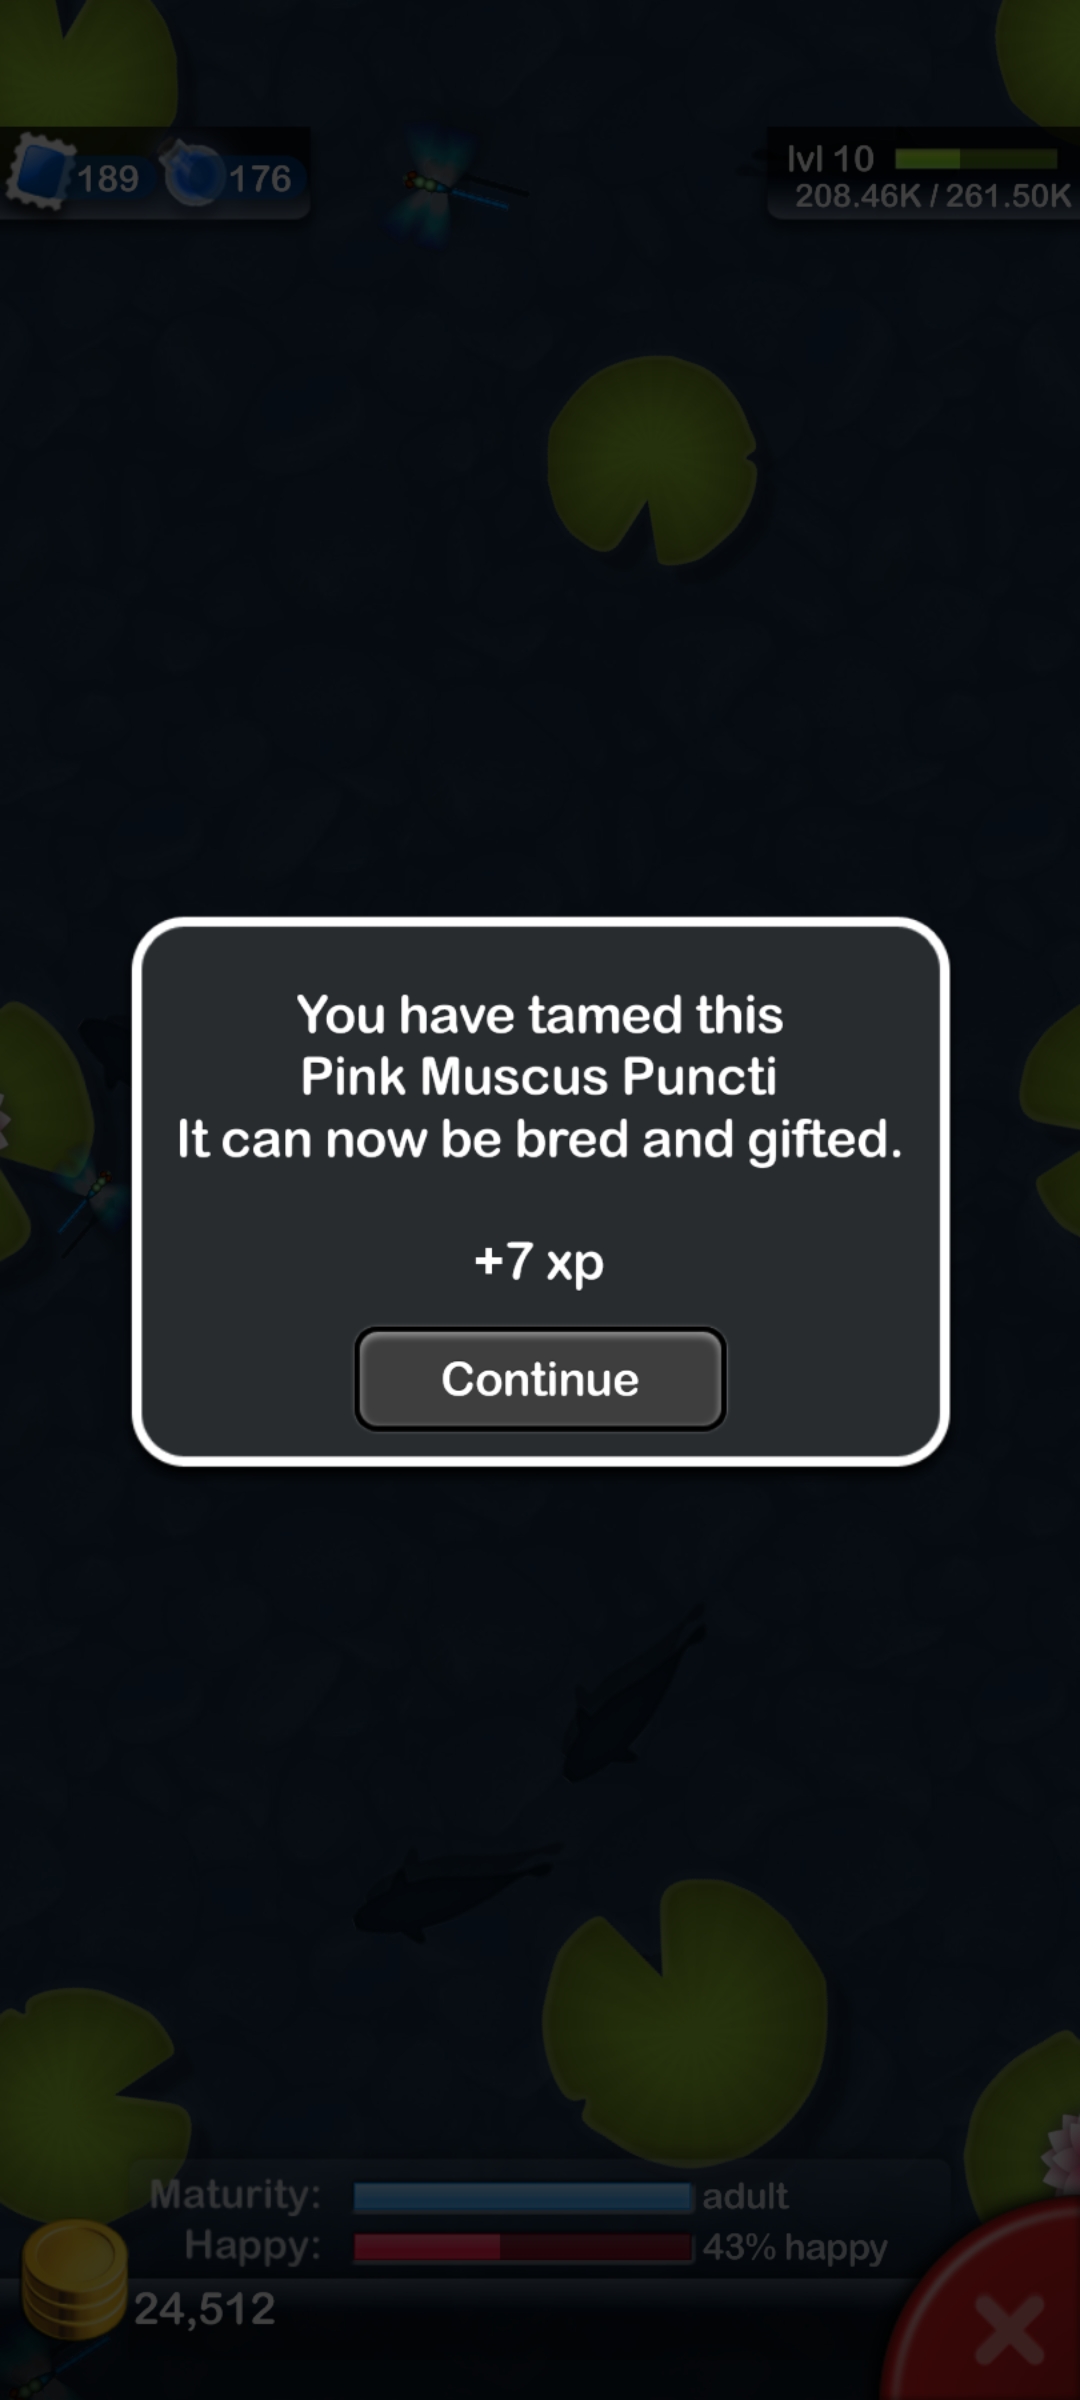 189 176
lvl 10
208.46K / 261.50K
You have tamed this
Pink Muscus Puncti
It can now be bred and gifted.
+7 xp
Continue
Maturity: adult
Happy: 43% happy
24,512